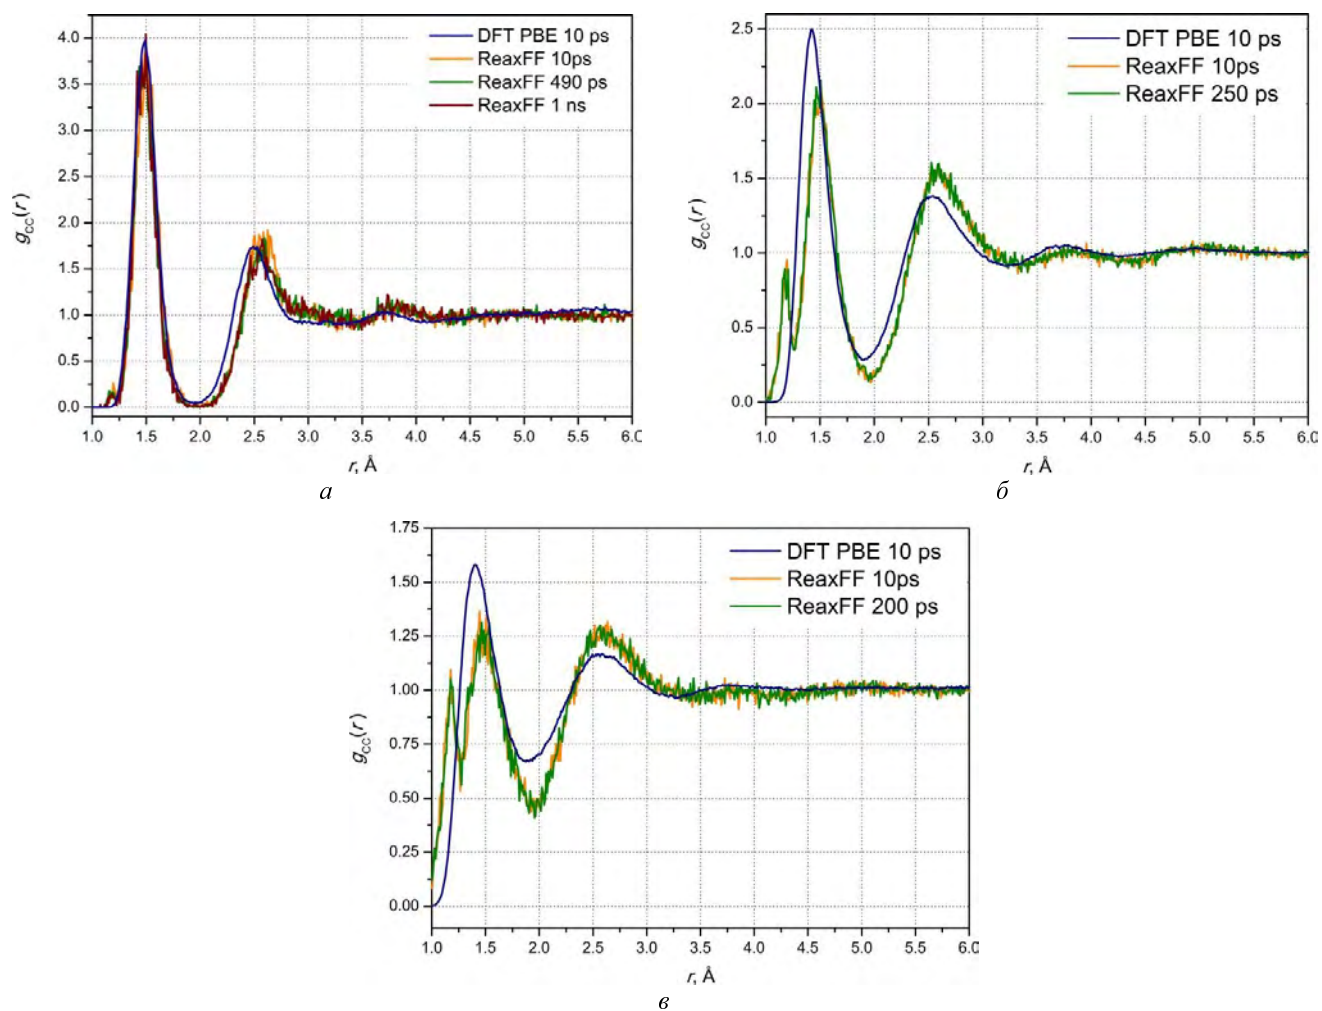 DFT PBE 10 ps
ReaxFF 10ps
ReaxFF 490 ps
ReaxFF 1 ns
4.0
3.5
3.0
2.5
2.0
1.5
1.0
0.5
0.0
g_CC(r)
1.0 1.5 2.0 2.5 3.0 3.5 4.0 4.5 5.0 5.5 6.0
r, Å
а
DFT PBE 10 ps
ReaxFF 10ps
ReaxFF 250 ps
2.5
2.0
1.5
1.0
0.5
0.0
g_CC(r)
1.0 1.5 2.0 2.5 3.0 3.5 4.0 4.5 5.0 5.5 6.0
r, Å
б
DFT PBE 10 ps
ReaxFF 10ps
ReaxFF 200 ps
1.75
1.50
1.25
1.00
0.75
0.50
0.25
0.00
g_CC(r)
1.0 1.5 2.0 2.5 3.0 3.5 4.0 4.5 5.0 5.5 6.0
r, Å
в